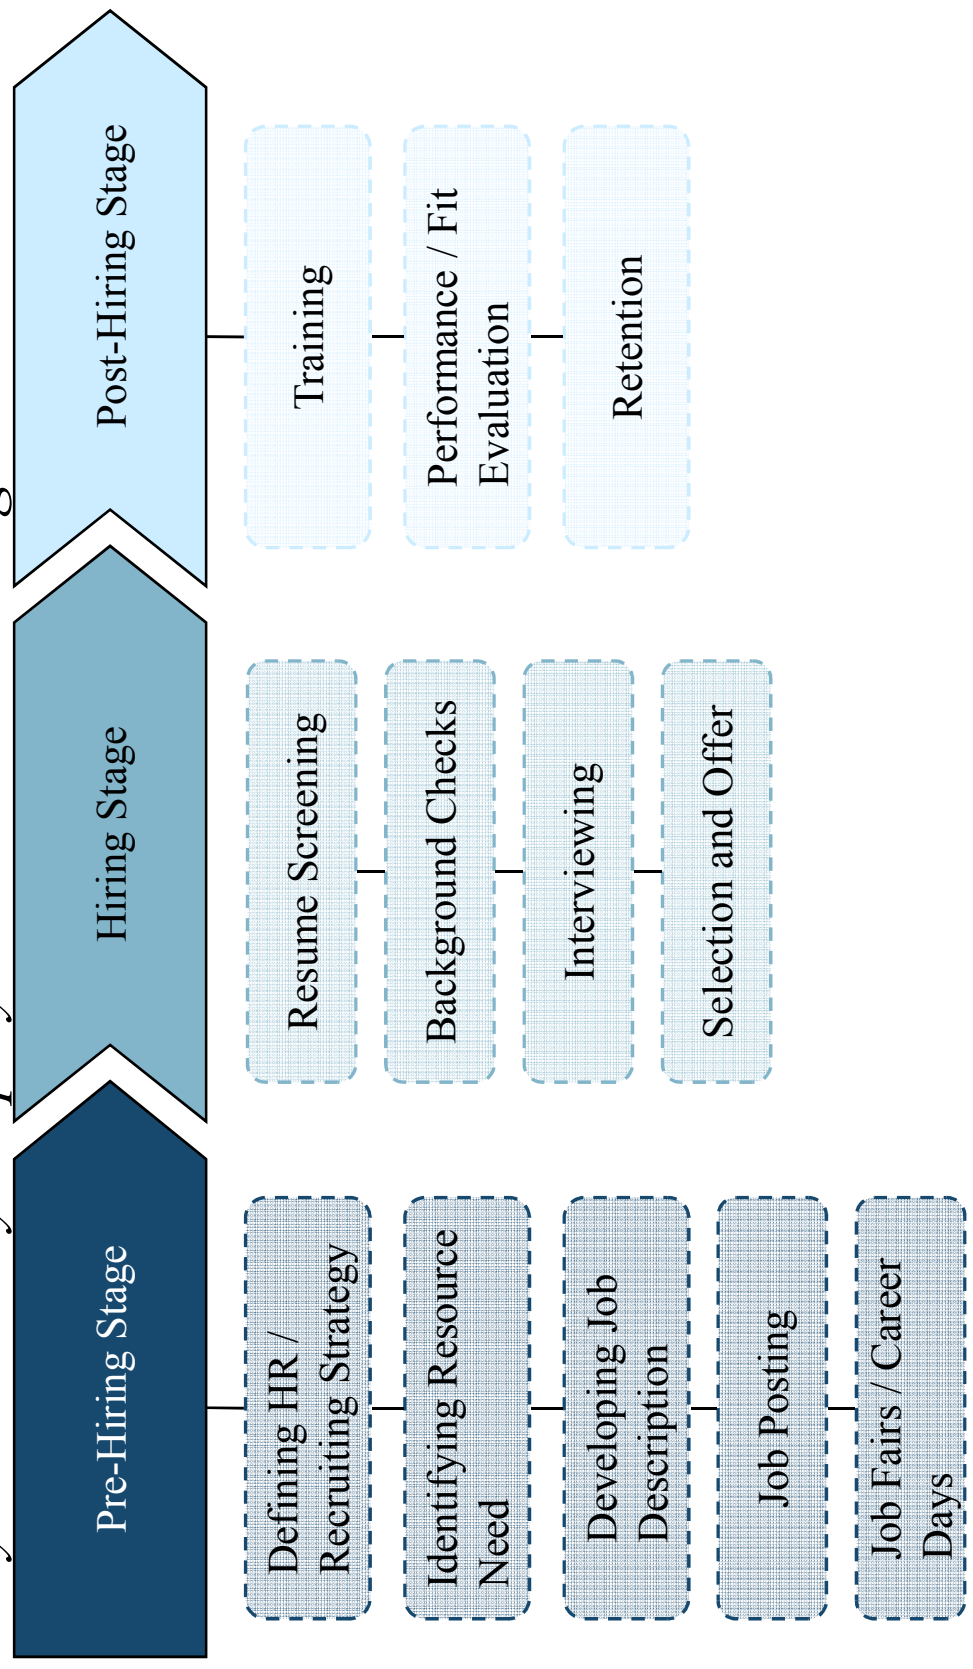 Pre-Hiring Stage
Defining HR /
Recruiting Strategy
Identifying Resource
Need
Developing Job
Description
Job Posting
Job Fairs / Career
Days
Hiring Stage
Resume Screening
Background Checks
Interviewing
Selection and Offer
Post-Hiring Stage
Training
Performance / Fit
Evaluation
Retention